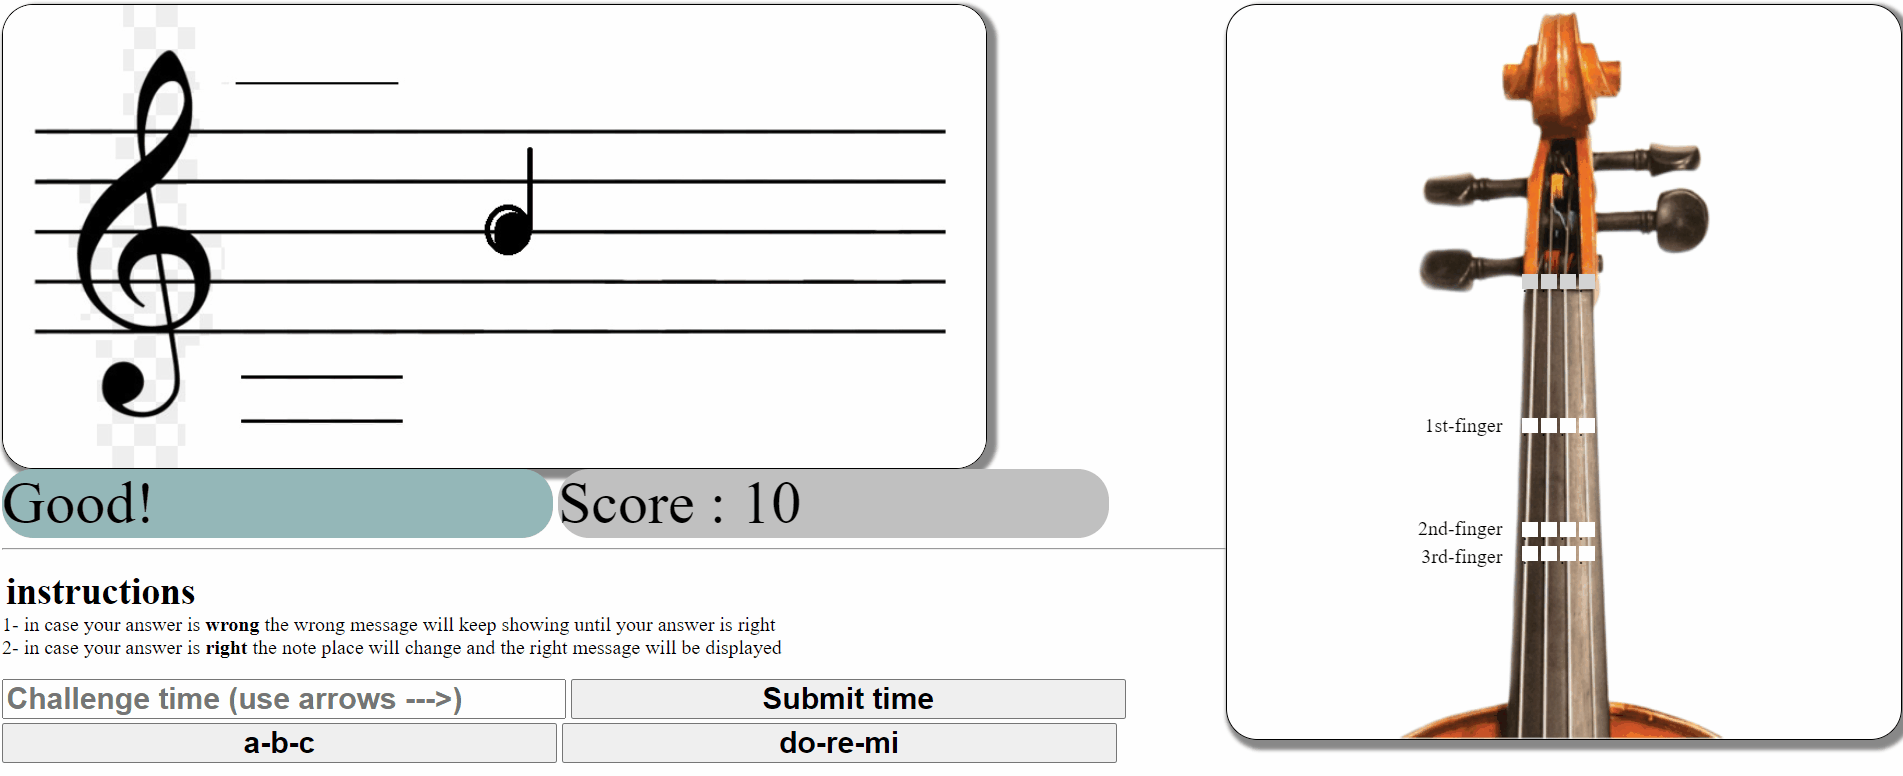 Good!
Score : 10
instructions
1- in case your answer is wrong the wrong message will keep showing until your answer is right
2- in case your answer is right the note place will change and the right message will be displayed
Challenge time (use arrows --->)
Submit time
a-b-c
do-re-mi
1st-finger
2nd-finger
3rd-finger